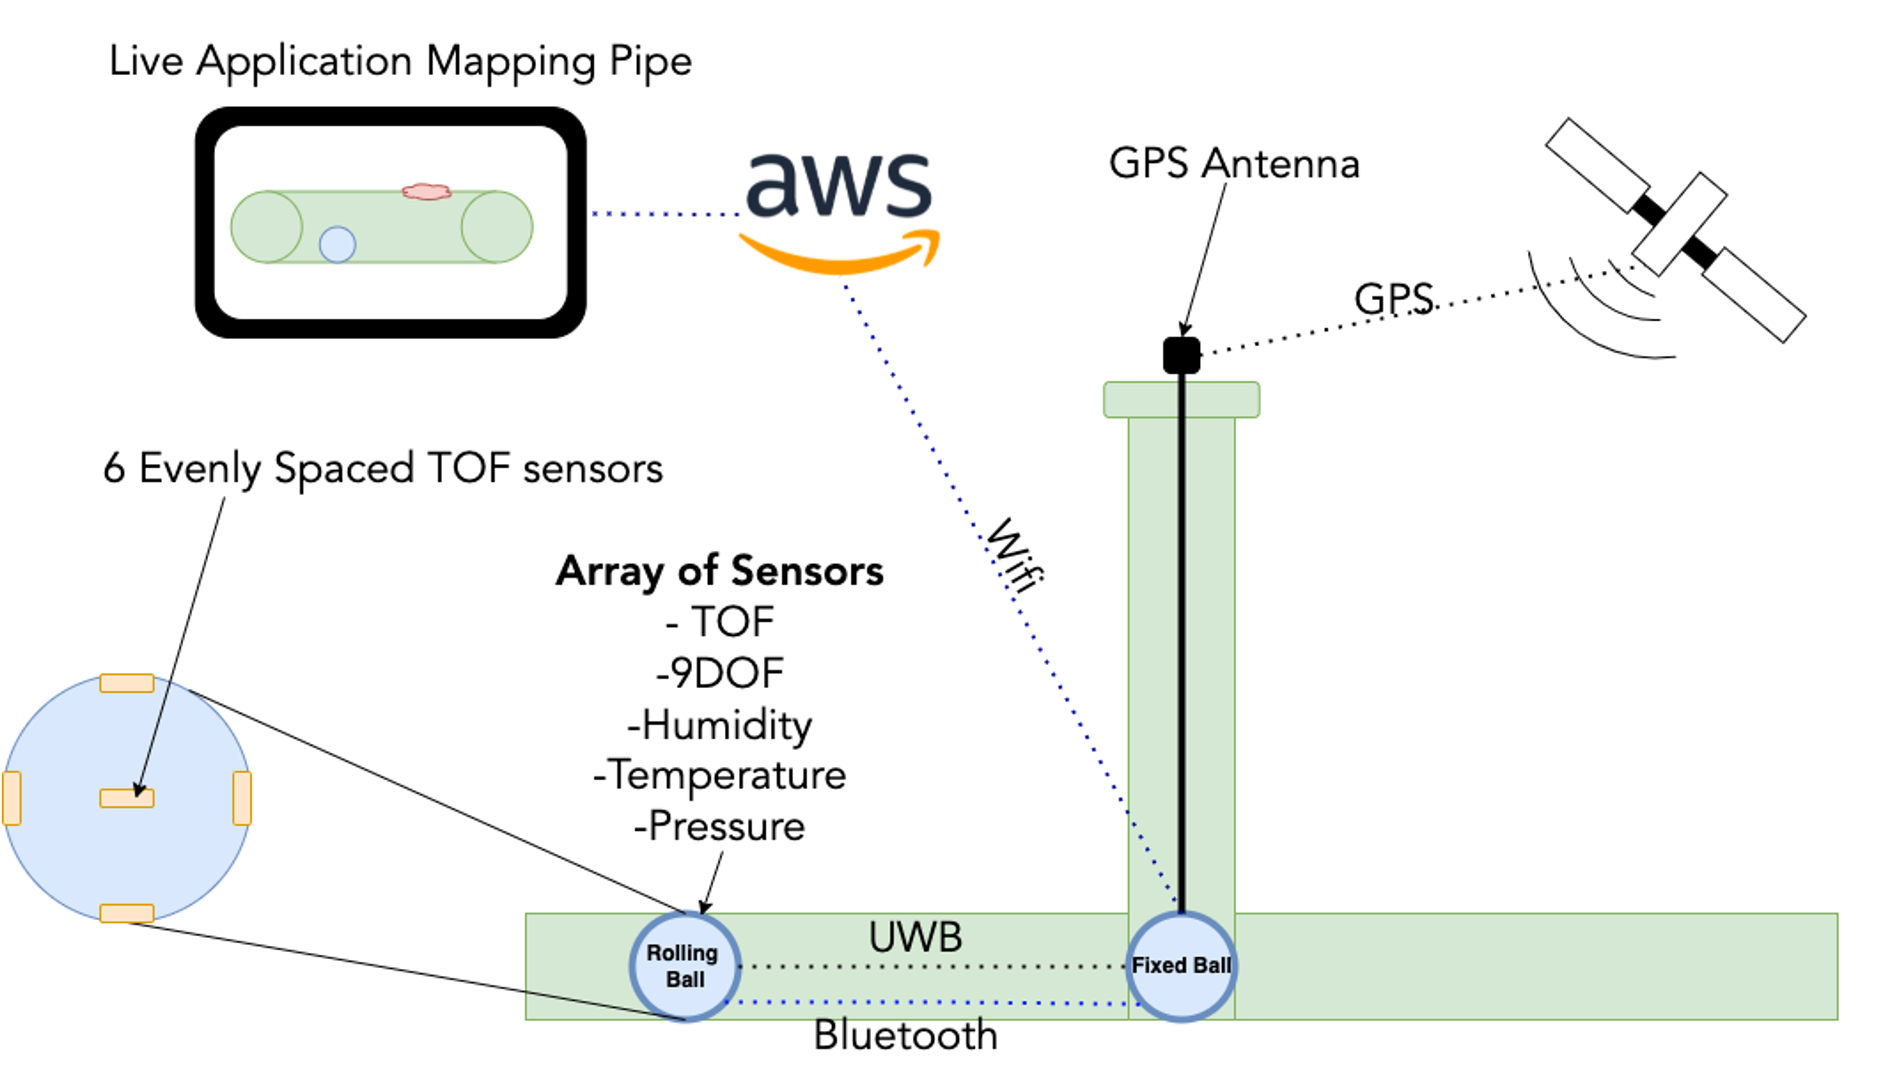 Live Application Mapping Pipe
aws
GPS Antenna
GPS
6 Evenly Spaced TOF sensors
Wifi
Array of Sensors
- TOF
-9DOF
-Humidity
-Temperature
-Pressure
UWB
Rolling
Ball
Fixed Ball
Bluetooth